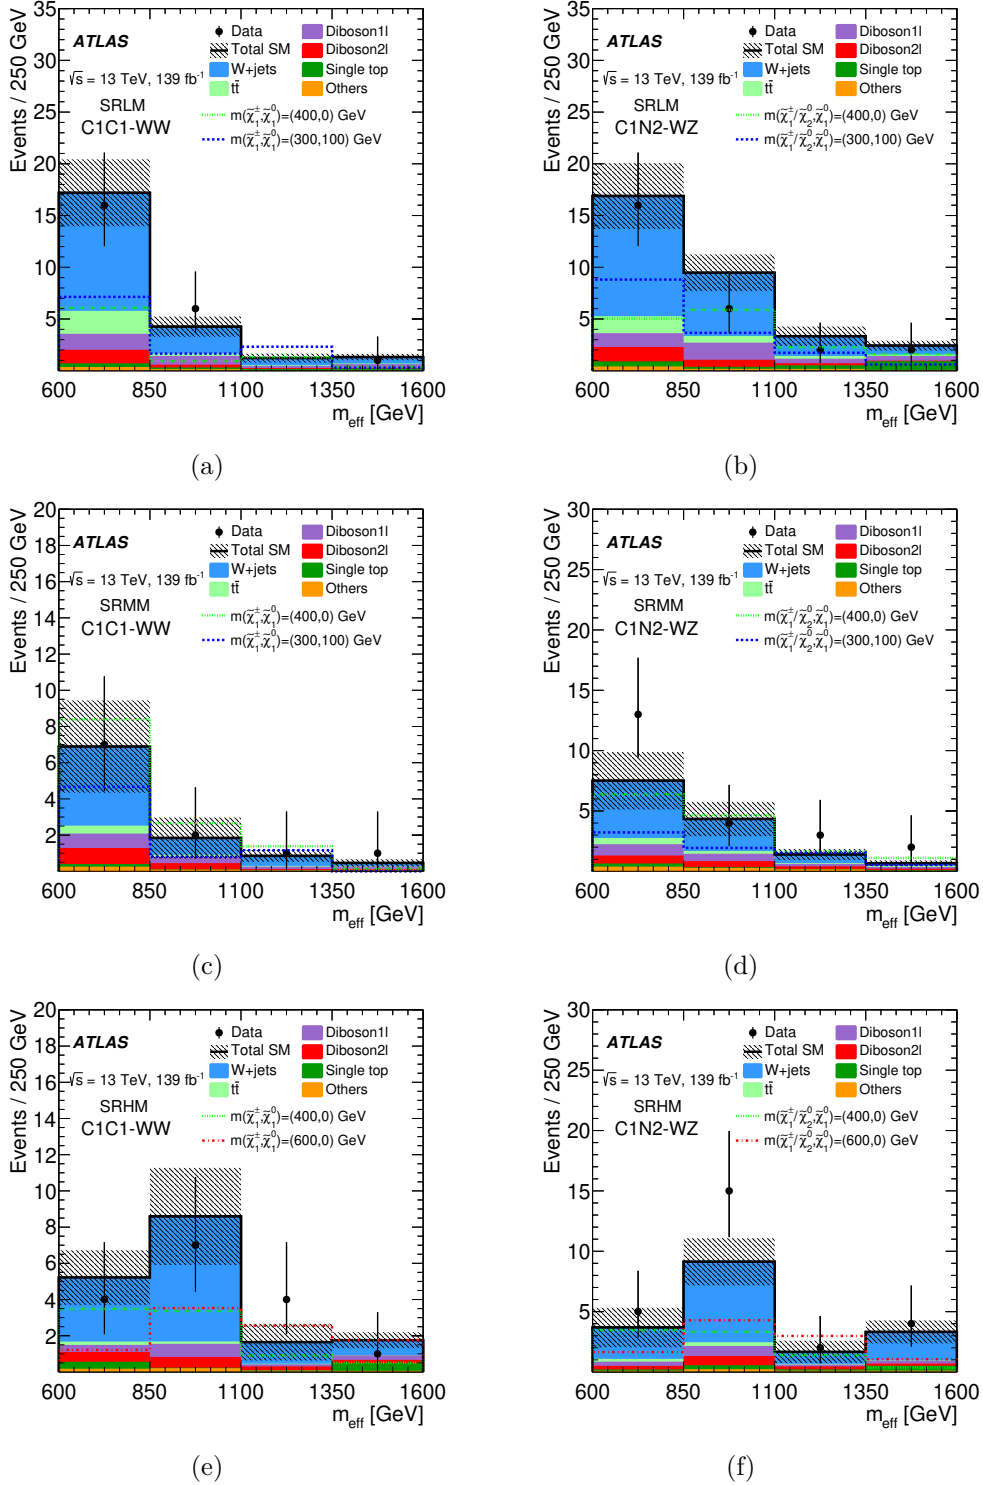 Events / 250 GeV
35
30
25
20
15
10
5
ATLAS
√s = 13 TeV, 139 fb⁻¹
SRLM
C1C1-WW
Data
Total SM
W+jets
tt̄
Diboson1l
Diboson2l
Single top
Others
m(χ̃₁±,χ̃₁⁰)=(400,0) GeV
m(χ̃₁±,χ̃₁⁰)=(300,100) GeV
600 850 1100 1350 1600
m_eff [GeV]
(a)
Events / 250 GeV
35
30
25
20
15
10
5
ATLAS
√s = 13 TeV, 139 fb⁻¹
SRLM
C1N2-WZ
Data
Total SM
W+jets
tt̄
Diboson1l
Diboson2l
Single top
Others
m(χ̃₁±/χ̃₂⁰,χ̃₁⁰)=(400,0) GeV
m(χ̃₁±/χ̃₂⁰,χ̃₁⁰)=(300,100) GeV
600 850 1100 1350 1600
m_eff [GeV]
(b)
Events / 250 GeV
20
18
16
14
12
10
8
6
4
2
ATLAS
√s = 13 TeV, 139 fb⁻¹
SRMM
C1C1-WW
Data
Total SM
W+jets
tt̄
Diboson1l
Diboson2l
Single top
Others
m(χ̃₁±,χ̃₁⁰)=(400,0) GeV
m(χ̃₁±,χ̃₁⁰)=(300,100) GeV
600 850 1100 1350 1600
m_eff [GeV]
(c)
Events / 250 GeV
30
25
20
15
10
5
ATLAS
√s = 13 TeV, 139 fb⁻¹
SRMM
C1N2-WZ
Data
Total SM
W+jets
tt̄
Diboson1l
Diboson2l
Single top
Others
m(χ̃₁±/χ̃₂⁰,χ̃₁⁰)=(400,0) GeV
m(χ̃₁±/χ̃₂⁰,χ̃₁⁰)=(300,100) GeV
600 850 1100 1350 1600
m_eff [GeV]
(d)
Events / 250 GeV
20
18
16
14
12
10
8
6
4
2
ATLAS
√s = 13 TeV, 139 fb⁻¹
SRHM
C1C1-WW
Data
Total SM
W+jets
tt̄
Diboson1l
Diboson2l
Single top
Others
m(χ̃₁±,χ̃₁⁰)=(400,0) GeV
m(χ̃₁±,χ̃₁⁰)=(600,0) GeV
600 850 1100 1350 1600
m_eff [GeV]
(e)
Events / 250 GeV
30
25
20
15
10
5
ATLAS
√s = 13 TeV, 139 fb⁻¹
SRHM
C1N2-WZ
Data
Total SM
W+jets
tt̄
Diboson1l
Diboson2l
Single top
Others
m(χ̃₁±/χ̃₂⁰,χ̃₁⁰)=(400,0) GeV
m(χ̃₁±/χ̃₂⁰,χ̃₁⁰)=(600,0) GeV
600 850 1100 1350 1600
m_eff [GeV]
(f)